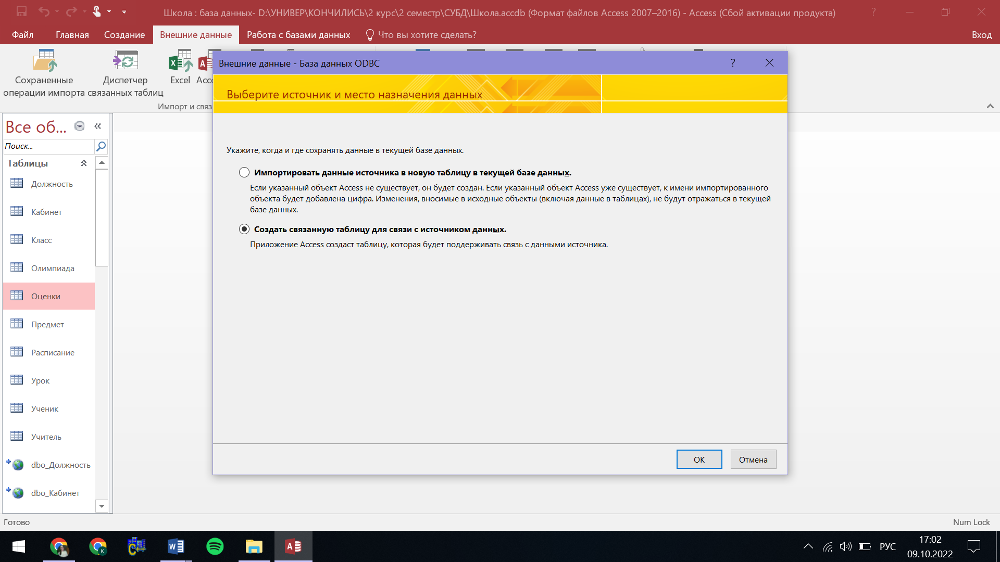 Школа : база данных- D:\УНИВЕР\КОНЧИЛИСЬ\2 курс\2 семестр\СУБД\Школа.accdb (Формат файлов Access 2007–2016) - Access (Сбой активации продукта)
Файл Главная Создание Внешние данные Работа с базами данных Что вы хотите сделать? Вход
Сохраненные операции импорта
Диспетчер связанных таблиц
Excel
Импорт и связ
Внешние данные - База данных ODBC
Выберите источник и место назначения данных
Укажите, когда и где сохранять данные в текущей базе данных.
Импортировать данные источника в новую таблицу в текущей базе данных.
Если указанный объект Access не существует, он будет создан. Если указанный объект Access уже существует, к имени импортированного
объекта будет добавлена цифра. Изменения, вносимые в исходные объекты (включая данные в таблицах), не будут отражаться в текущей
базе данных.
Создать связанную таблицу для связи с источником данных.
Приложение Access создаст таблицу, которая будет поддерживать связь с данными источника.
ОК Отмена
Все об...
Поиск...
Таблицы
Должность
Кабинет
Класс
Олимпиада
Оценки
Предмет
Расписание
Урок
Ученик
Учитель
dbo_Должность
dbo_Кабинет
Готово
Num Lock
РУС
17:02
09.10.2022